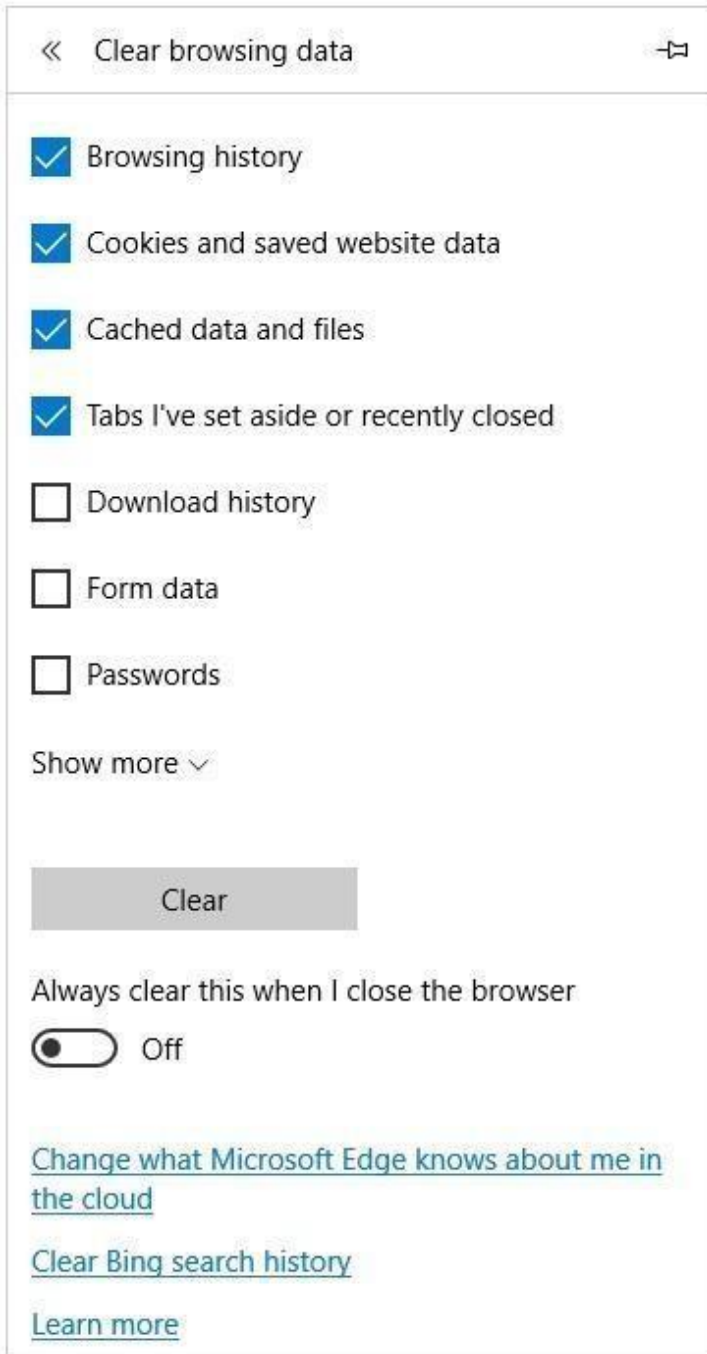 Clear browsing data
Browsing history
Cookies and saved website data
Cached data and files
Tabs I've set aside or recently closed
Download history
Form data
Passwords
Show more
Clear
Always clear this when I close the browser
Off
Change what Microsoft Edge knows about me in
the cloud
Clear Bing search history
Learn more